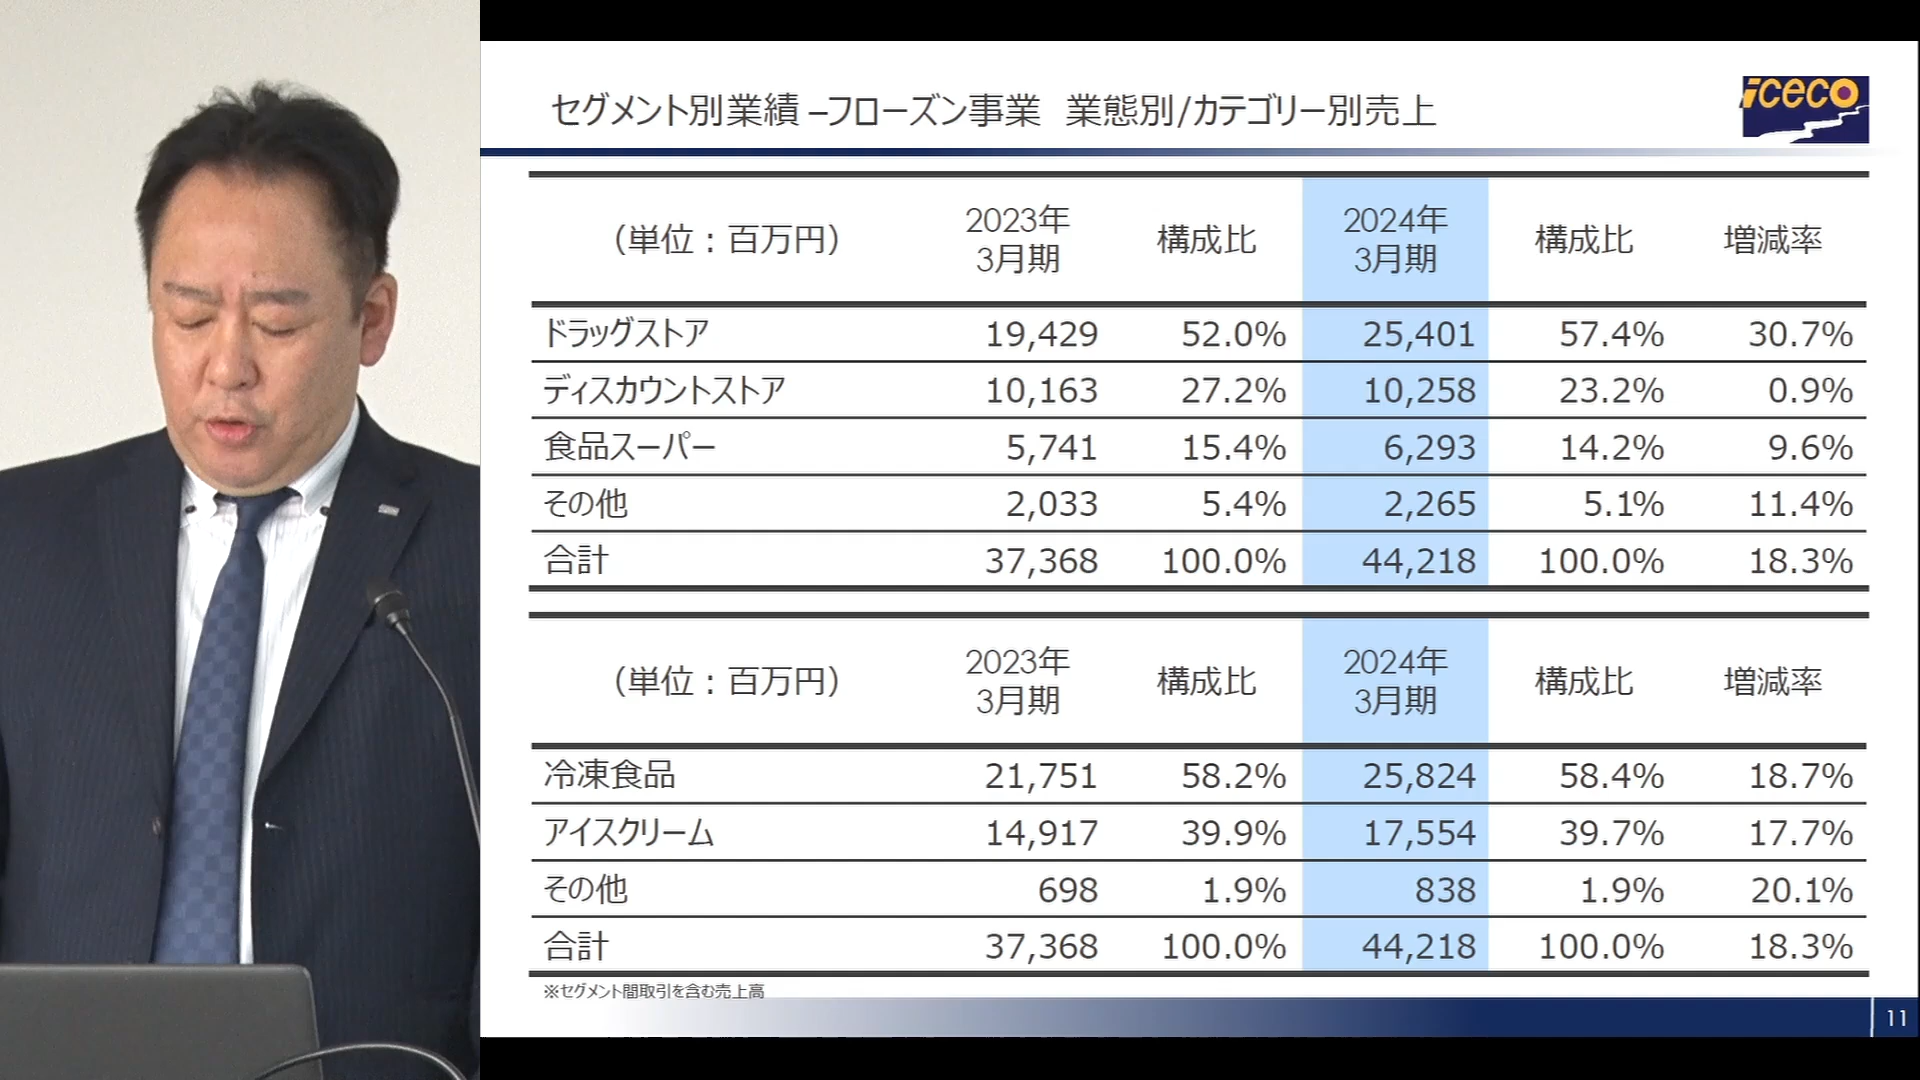 セグメント別業績 –フローズン事業　業態別/カテゴリー別売上
iceco
（単位：百万円） 2023年3月期 構成比 2024年3月期 構成比 増減率
ドラッグストア 19,429 52.0% 25,401 57.4% 30.7%
ディスカウントストア 10,163 27.2% 10,258 23.2% 0.9%
食品スーパー 5,741 15.4% 6,293 14.2% 9.6%
その他 2,033 5.4% 2,265 5.1% 11.4%
合計 37,368 100.0% 44,218 100.0% 18.3%
（単位：百万円） 2023年3月期 構成比 2024年3月期 構成比 増減率
冷凍食品 21,751 58.2% 25,824 58.4% 18.7%
アイスクリーム 14,917 39.9% 17,554 39.7% 17.7%
その他 698 1.9% 838 1.9% 20.1%
合計 37,368 100.0% 44,218 100.0% 18.3%
※セグメント間取引を含む売上高
11